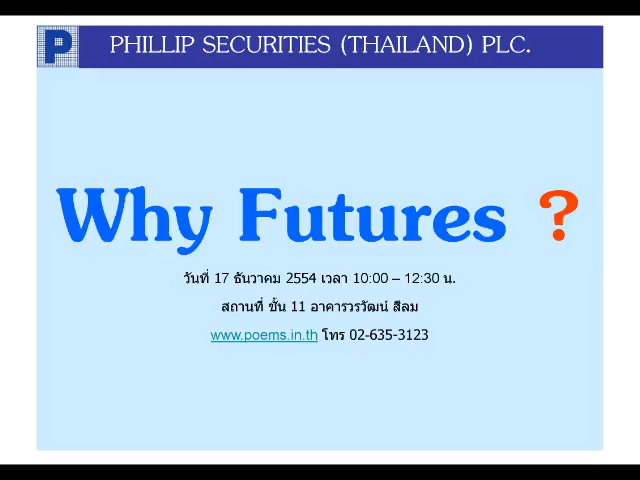 P
PHILLIP SECURITIES (THAILAND) PLC.
Why Futures ?
วันที่ 17 ธันวาคม 2554 เวลา 10:00 – 12:30 น.
สถานที่ ชั้น 11 อาคารวรวัฒน์ สีลม
www.poems.in.th โทร 02-635-3123